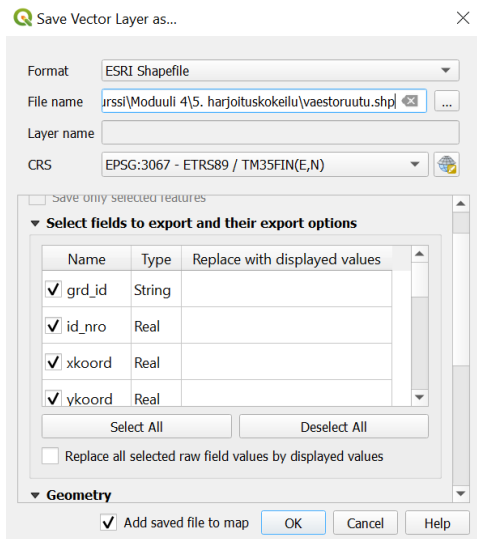 Save Vector Layer as...
Format ESRI Shapefile
File name urssi\Moduuli 4\5. harjoituskokeilu\vaestoruutu.shp ...
Layer name
CRS EPSG:3067 - ETRS89 / TM35FIN(E,N)
Save only selected features
Select fields to export and their export options
Name Type Replace with displayed values
grd_id String
id_nro Real
xkoord Real
ykoord Real
Select All Deselect All
Replace all selected raw field values by displayed values
Geometry
Add saved file to map OK Cancel Help